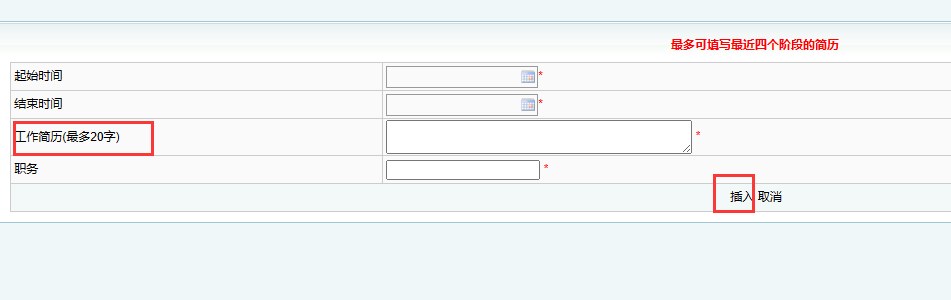 最多可填写最近四个阶段的简历
起始时间 *
结束时间 *
工作简历(最多20字) *
职务 *
插入 取消